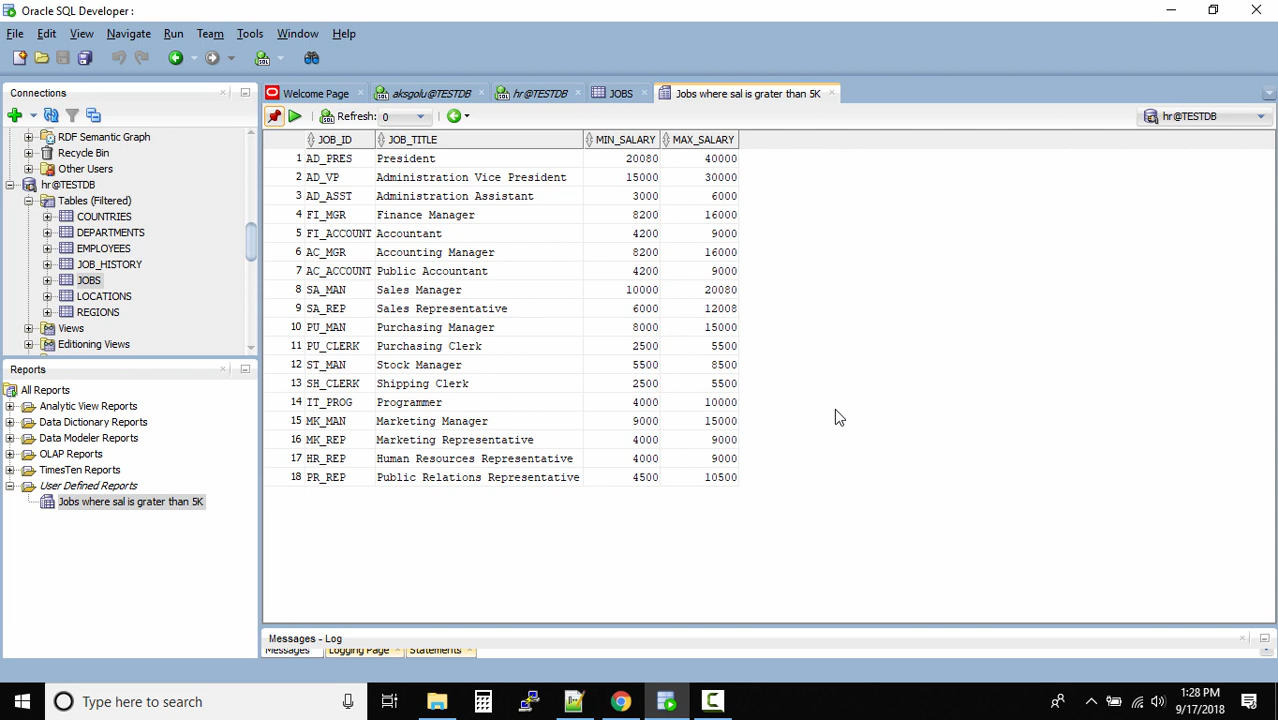 Oracle SQL Developer :
File Edit View Navigate Run Team Tools Window Help
Connections
RDF Semantic Graph
Recycle Bin
Other Users
hr@TESTDB
Tables (Filtered)
COUNTRIES
DEPARTMENTS
EMPLOYEES
JOB_HISTORY
JOBS
LOCATIONS
REGIONS
Views
Editioning Views
Reports
All Reports
Analytic View Reports
Data Dictionary Reports
Data Modeler Reports
OLAP Reports
TimesTen Reports
User Defined Reports
Jobs where sal is grater than 5K
Welcome Page aksgolu@TESTDB hr@TESTDB JOBS Jobs where sal is grater than 5K
Refresh: 0 hr@TESTDB
JOB_ID JOB_TITLE MIN_SALARY MAX_SALARY
1 AD_PRES President 20080 40000
2 AD_VP Administration Vice President 15000 30000
3 AD_ASST Administration Assistant 3000 6000
4 FI_MGR Finance Manager 8200 16000
5 FI_ACCOUNT Accountant 4200 9000
6 AC_MGR Accounting Manager 8200 16000
7 AC_ACCOUNT Public Accountant 4200 9000
8 SA_MAN Sales Manager 10000 20080
9 SA_REP Sales Representative 6000 12008
10 PU_MAN Purchasing Manager 8000 15000
11 PU_CLERK Purchasing Clerk 2500 5500
12 ST_MAN Stock Manager 5500 8500
13 SH_CLERK Shipping Clerk 2500 5500
14 IT_PROG Programmer 4000 10000
15 MK_MAN Marketing Manager 9000 15000
16 MK_REP Marketing Representative 4000 9000
17 HR_REP Human Resources Representative 4000 9000
18 PR_REP Public Relations Representative 4500 10500
Messages - Log
Messages Logging Page Statements
Type here to search
1:28 PM
9/17/2018